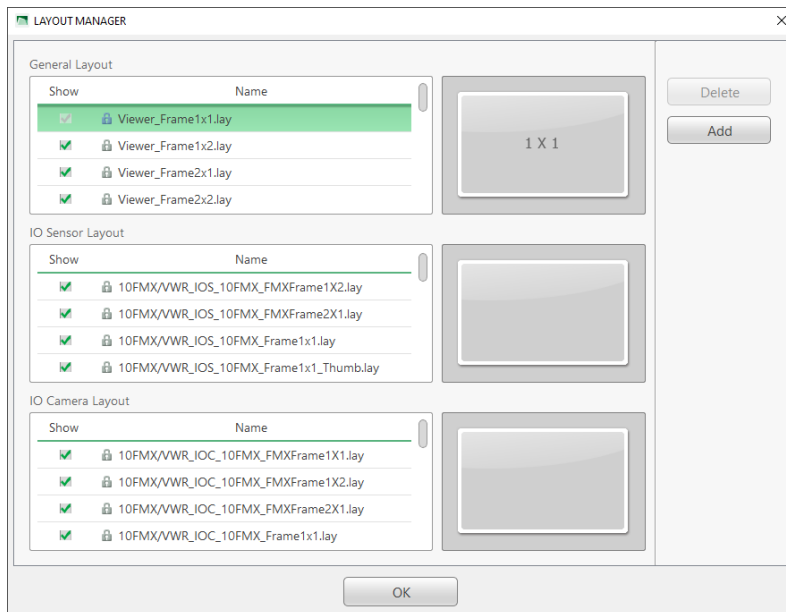 LAYOUT MANAGER
General Layout
Show Name
Viewer_Frame1x1.lay
Viewer_Frame1x2.lay
Viewer_Frame2x1.lay
Viewer_Frame2x2.lay
1 X 1
Delete
Add
IO Sensor Layout
Show Name
10FMX/VWR_IOS_10FMX_FMXFrame1X2.lay
10FMX/VWR_IOS_10FMX_FMXFrame2X1.lay
10FMX/VWR_IOS_10FMX_Frame1x1.lay
10FMX/VWR_IOS_10FMX_Frame1x1_Thumb.lay
IO Camera Layout
Show Name
10FMX/VWR_IOC_10FMX_FMXFrame1X1.lay
10FMX/VWR_IOC_10FMX_FMXFrame1X2.lay
10FMX/VWR_IOC_10FMX_FMXFrame2X1.lay
10FMX/VWR_IOC_10FMX_Frame1x1.lay
OK